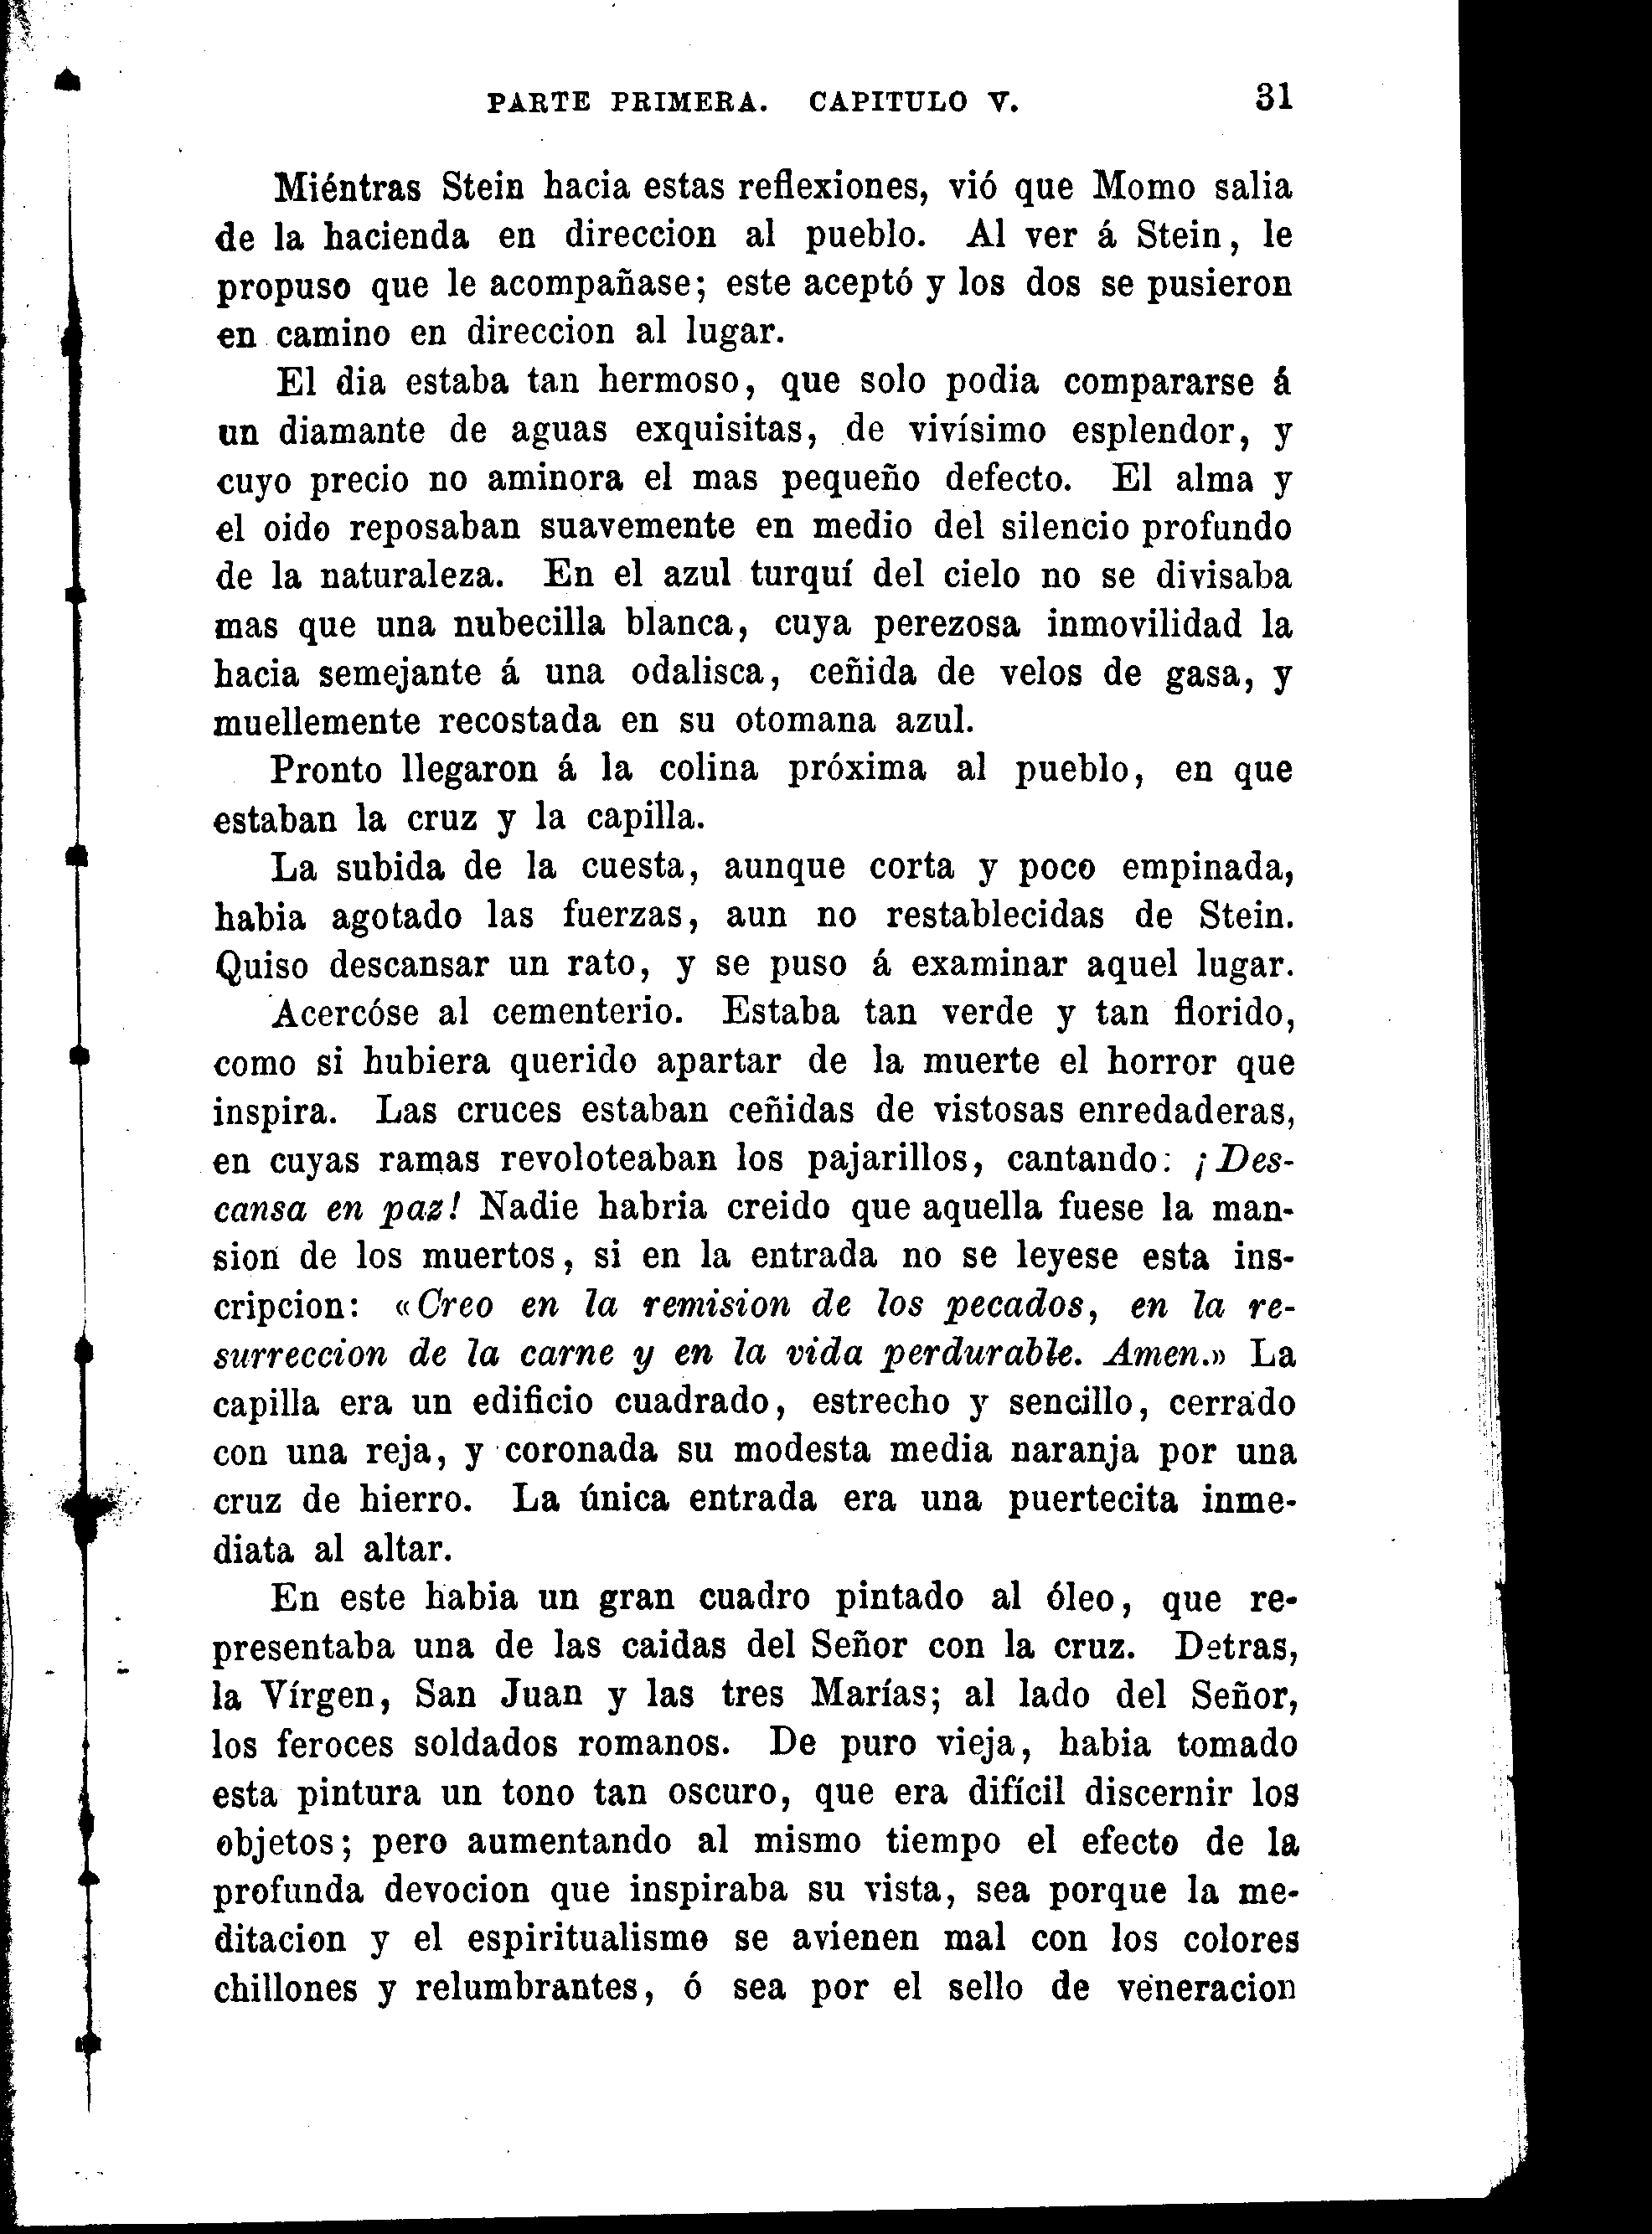 PARTE PRIMERA. CAPITULO V. 31
Miéntras Stein hacia estas reflexiones, vió que Momo salia
de la hacienda en direccion al pueblo. Al ver á Stein, le
propuso que le acompañase; este aceptó y los dos se pusieron
en camino en direccion al lugar.
El dia estaba tan hermoso, que solo podia compararse á
un diamante de aguas exquisitas, de vivísimo esplendor, y
cuyo precio no aminora el mas pequeño defecto. El alma y
el oido reposaban suavemente en medio del silencio profundo
de la naturaleza. En el azul turquí del cielo no se divisaba
mas que una nubecilla blanca, cuya perezosa inmovilidad la
hacia semejante á una odalisca, ceñida de velos de gasa, y
muellemente recostada en su otomana azul.
Pronto llegaron á la colina próxima al pueblo, en que
estaban la cruz y la capilla.
La subida de la cuesta, aunque corta y poco empinada,
habia agotado las fuerzas, aun no restablecidas de Stein.
Quiso descansar un rato, y se puso á examinar aquel lugar.
Acercóse al cementerio. Estaba tan verde y tan florido,
como si hubiera querido apartar de la muerte el horror que
inspira. Las cruces estaban ceñidas de vistosas enredaderas,
en cuyas ramas revoloteaban los pajarillos, cantando: ¡Des-
cansa en paz! Nadie habria creido que aquella fuese la man-
sion de los muertos, si en la entrada no se leyese esta ins-
cripcion: «Creo en la remision de los pecados, en la re-
surreccion de la carne y en la vida perdurable. Amen.» La
capilla era un edificio cuadrado, estrecho y sencillo, cerrado
con una reja, y coronada su modesta media naranja por una
cruz de hierro. La única entrada era una puertecita inme-
diata al altar.
En este habia un gran cuadro pintado al óleo, que re-
presentaba una de las caidas del Señor con la cruz. Detras,
la Vírgen, San Juan y las tres Marías; al lado del Señor,
los feroces soldados romanos. De puro vieja, habia tomado
esta pintura un tono tan oscuro, que era difícil discernir los
objetos; pero aumentando al mismo tiempo el efecto de la
profunda devocion que inspiraba su vista, sea porque la me-
ditacion y el espiritualismo se avienen mal con los colores
chillones y relumbrantes, ó sea por el sello de veneracion